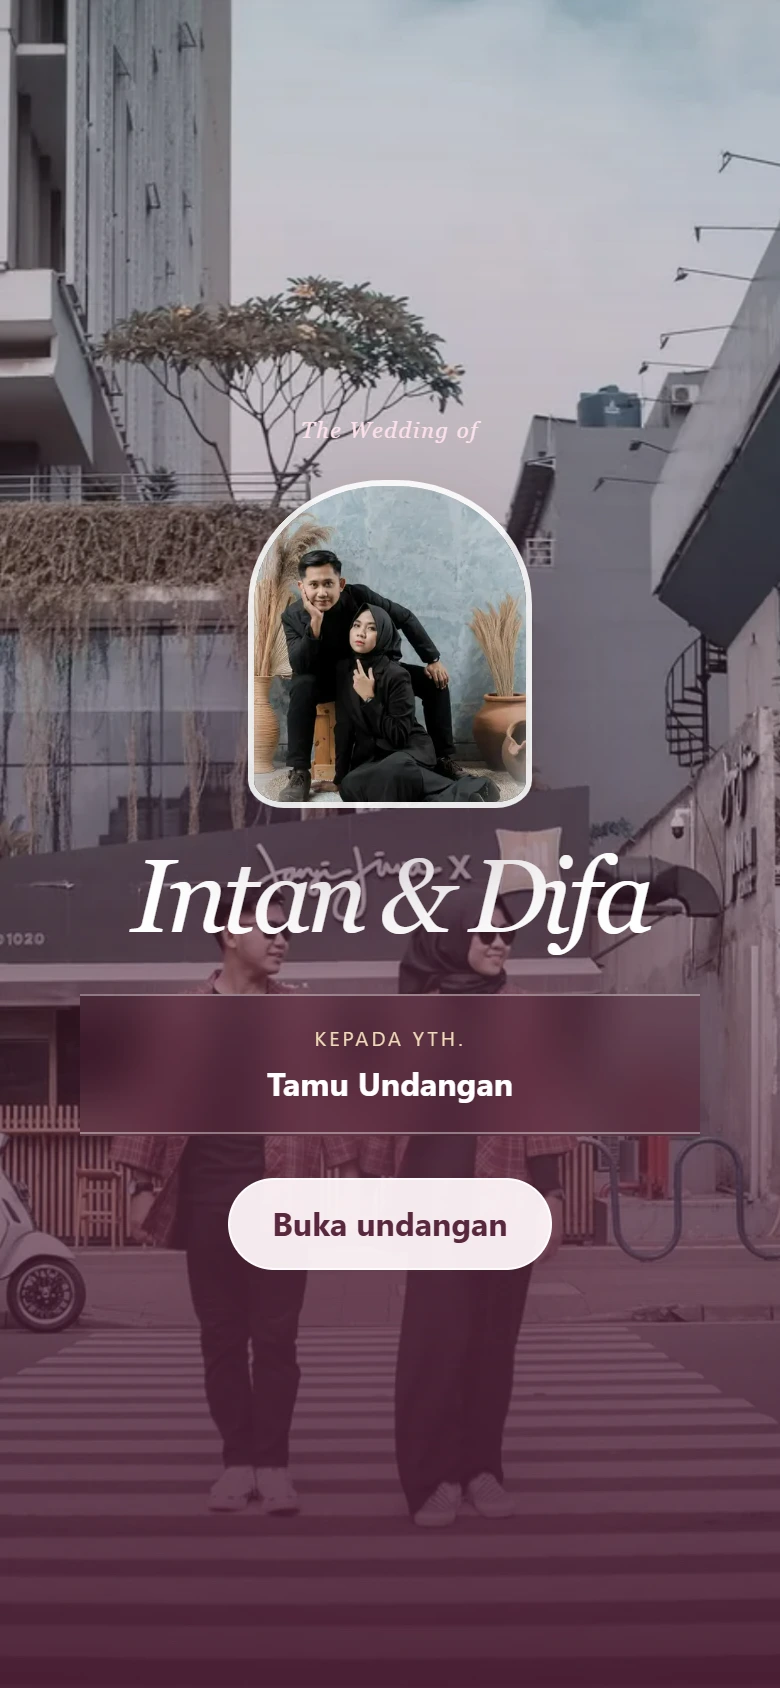 The Wedding of
Intan & Difa
KEPADA YTH.
Tamu Undangan
Buka undangan